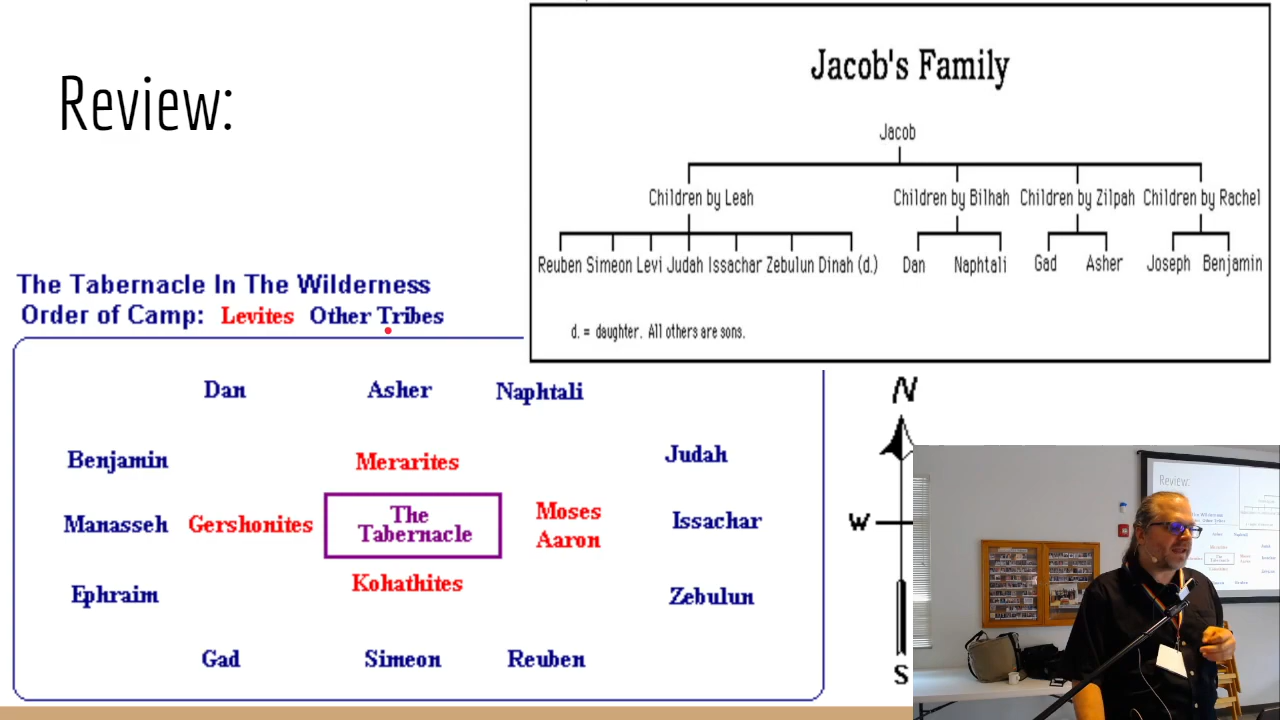 Review:
Jacob's Family
Jacob
Children by Leah Children by Bilhah Children by Zilpah Children by Rachel
Reuben Simeon Levi Judah Issachar Zebulun Dinah (d.) Dan Naphtali Gad Asher Joseph Benjamin
d. = daughter. All others are sons.
The Tabernacle In The Wilderness
Order of Camp: Levites Other Tribes
Dan Asher Naphtali
Benjamin Merarites Judah
Manasseh Gershonites The Tabernacle Moses Aaron Issachar
Ephraim Kohathites Zebulun
Gad Simeon Reuben
N
W
S
Review: